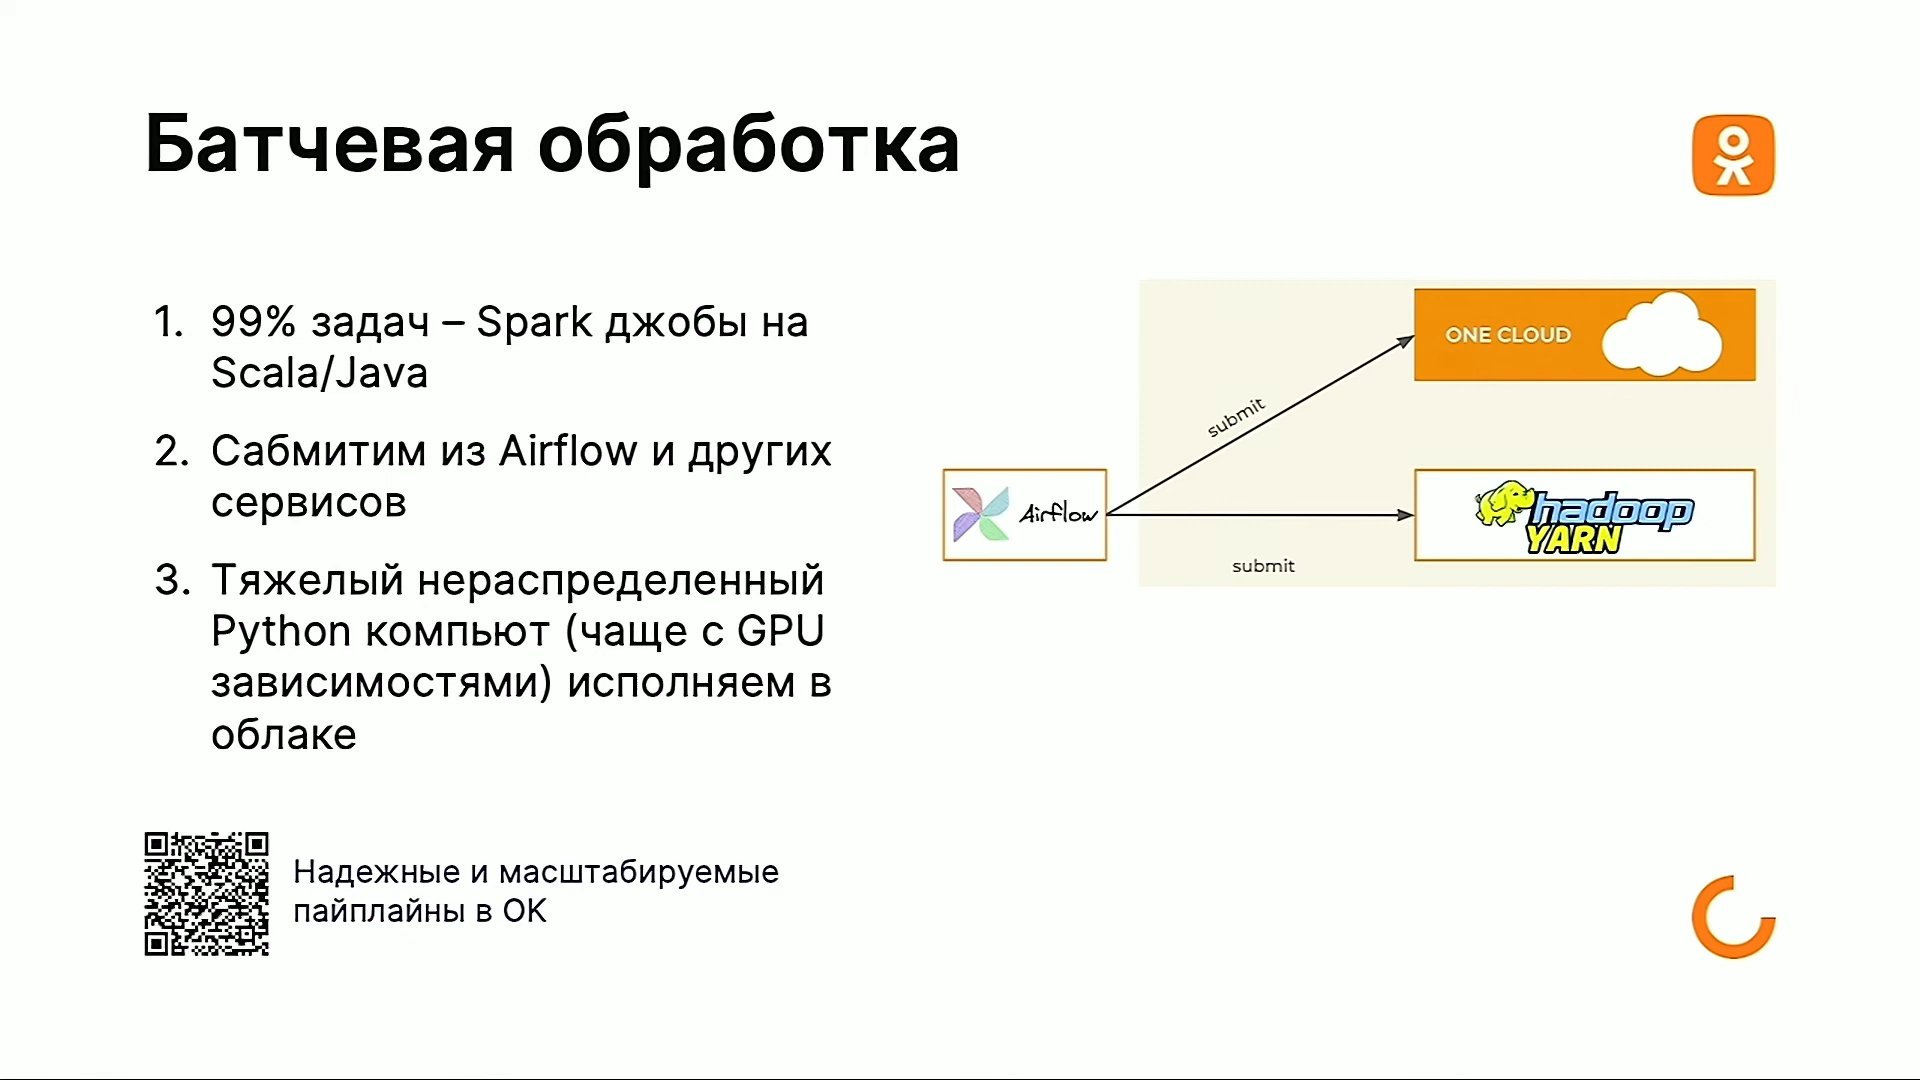 Батчевая обработка
1. 99% задач – Spark джобы на
Scala/Java
2. Сабмитим из Airflow и других
сервисов
3. Тяжелый нераспределенный
Python компьют (чаще с GPU
зависимостями) исполняем в
облаке
Надежные и масштабируемые
пайплайны в ОК
ONE CLOUD
submit
Airflow
hadoop
YARN
submit